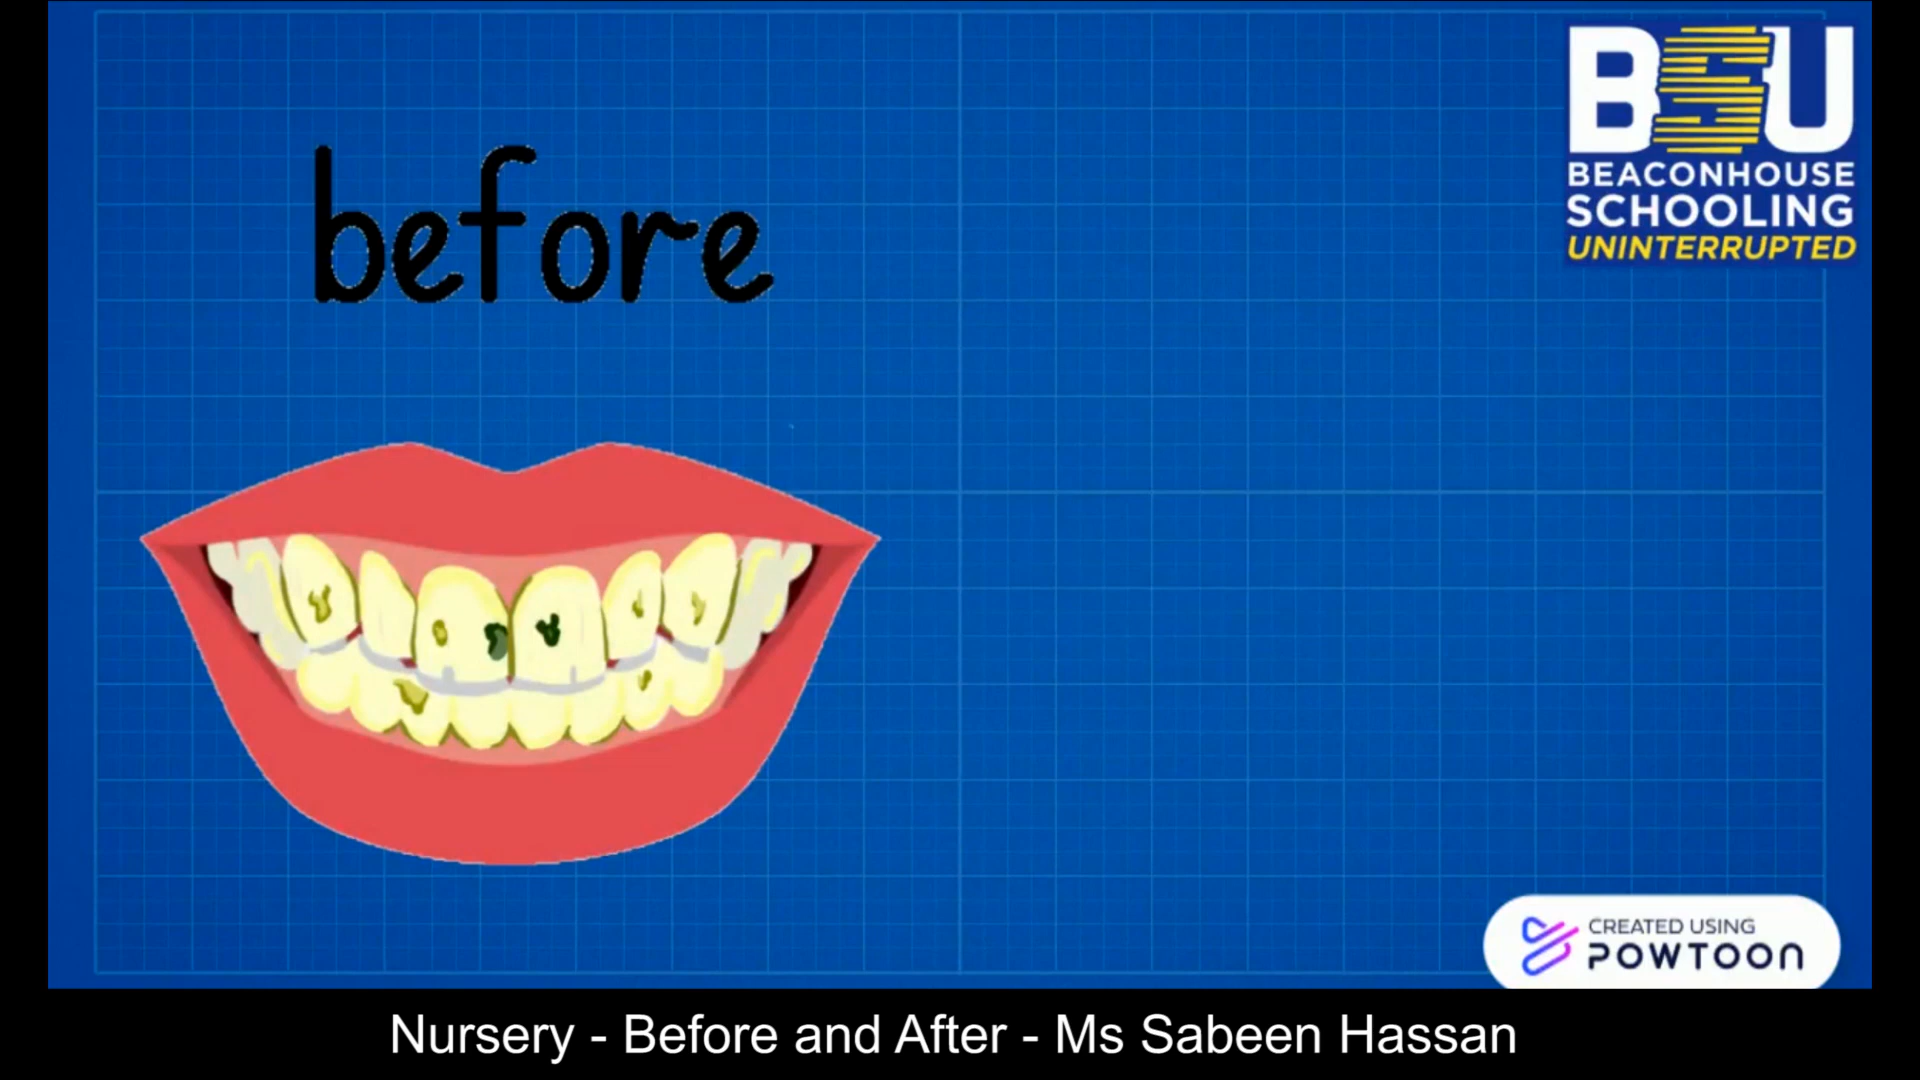 before
BSU
BEACONHOUSE
SCHOOLING
UNINTERRUPTED
CREATED USING
POWTOON
Nursery - Before and After - Ms Sabeen Hassan